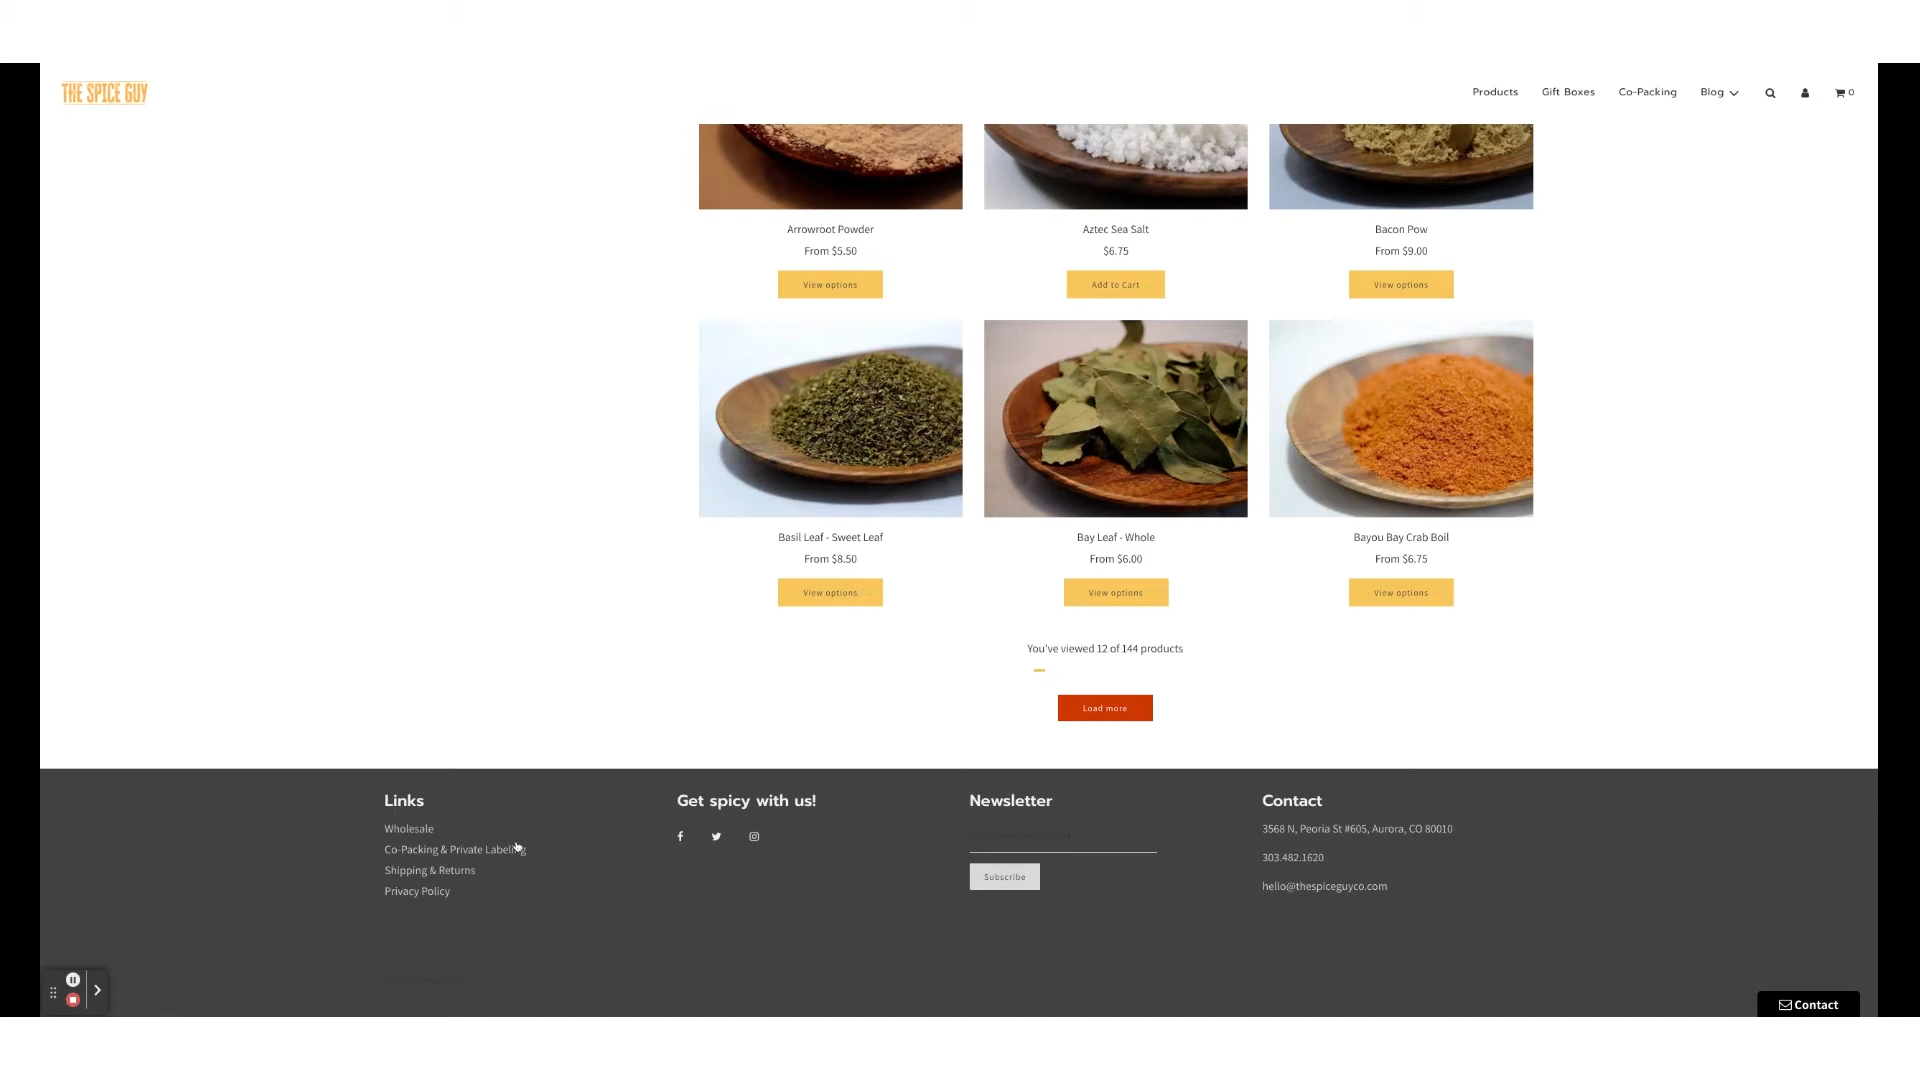 THE SPICE GUY
Products
Gift Boxes
Co-Packing
Blog
0
Arrowroot Powder
From $5.50
View options
Aztec Sea Salt
$6.75
Add to Cart
Bacon Pow
From $9.00
View options
Basil Leaf - Sweet Leaf
From $8.50
View options
Bay Leaf - Whole
From $6.00
View options
Bayou Bay Crab Boil
From $6.75
View options
You've viewed 12 of 144 products
Load more
Links
Wholesale
Co-Packing & Private Labeling
Shipping & Returns
Privacy Policy
Get spicy with us!
Newsletter
Subscribe
Contact
3568 N, Peoria St #605, Aurora, CO 80010
303.482.1620
hello@thespiceguyco.com
Contact